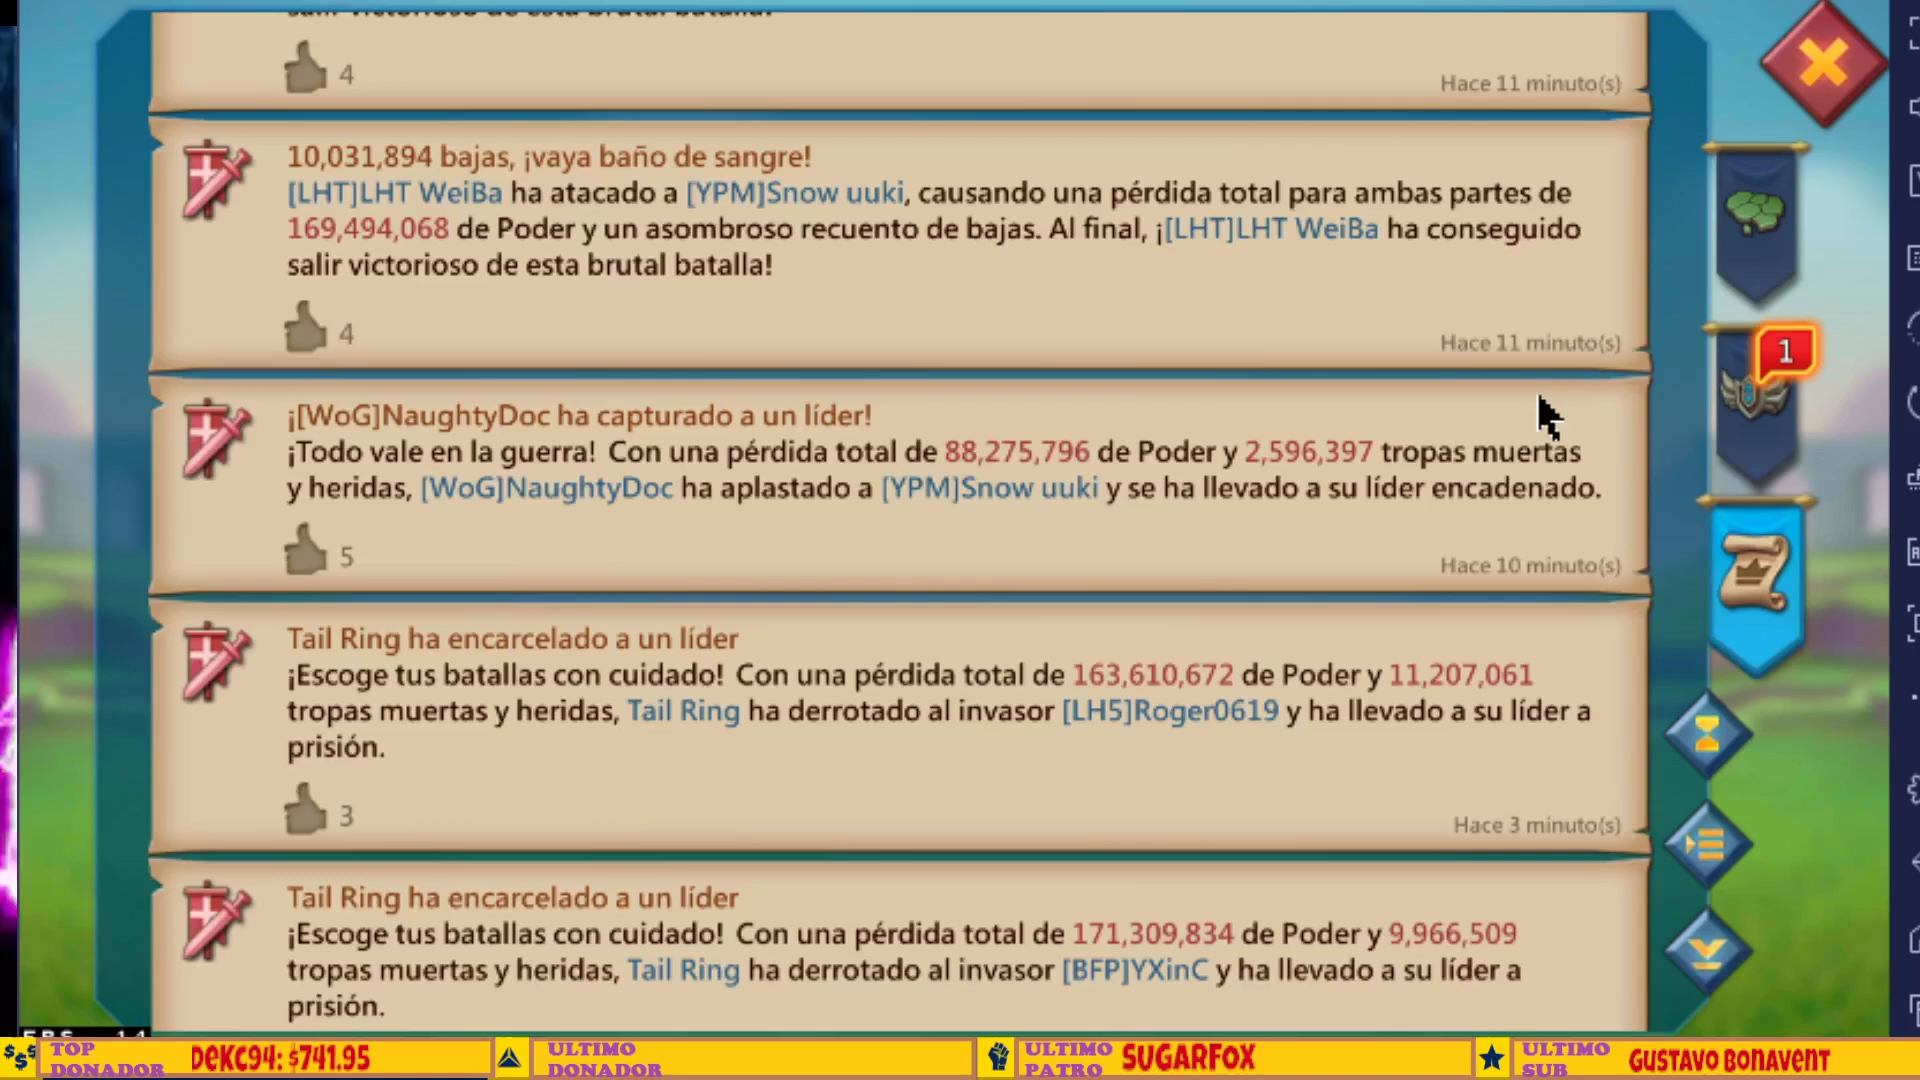 salir victorioso de esta brutal batalla!
4
Hace 11 minuto(s)
10,031,894 bajas, ¡vaya baño de sangre!
[LHT]LHT WeiBa ha atacado a [YPM]Snow uuki, causando una pérdida total para ambas partes de
169,494,068 de Poder y un asombroso recuento de bajas. Al final, ¡[LHT]LHT WeiBa ha conseguido
salir victorioso de esta brutal batalla!
4
Hace 11 minuto(s)
1
¡[WoG]NaughtyDoc ha capturado a un líder!
¡Todo vale en la guerra! Con una pérdida total de 88,275,796 de Poder y 2,596,397 tropas muertas
y heridas, [WoG]NaughtyDoc ha aplastado a [YPM]Snow uuki y se ha llevado a su líder encadenado.
5
Hace 10 minuto(s)
Tail Ring ha encarcelado a un líder
¡Escoge tus batallas con cuidado! Con una pérdida total de 163,610,672 de Poder y 11,207,061
tropas muertas y heridas, Tail Ring ha derrotado al invasor [LH5]Roger0619 y ha llevado a su líder a
prisión.
3
Hace 3 minuto(s)
Tail Ring ha encarcelado a un líder
¡Escoge tus batallas con cuidado! Con una pérdida total de 171,309,834 de Poder y 9,966,509
tropas muertas y heridas, Tail Ring ha derrotado al invasor [BFP]YXinC y ha llevado a su líder a
prisión.
TOP DONADOR DEKC94: $741.95
ULTIMO DONADOR
ULTIMO PATRO SUGARFOX
ULTIMO SUB GUSTAVO BONAVENT